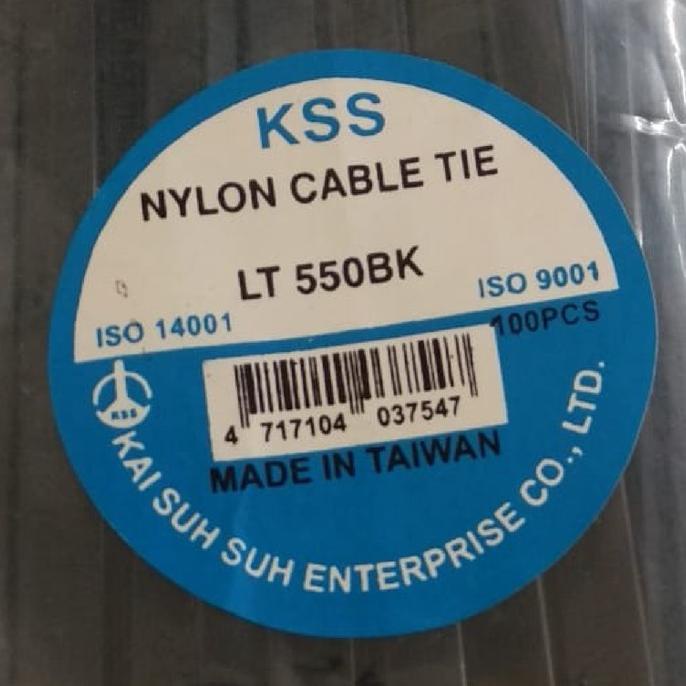 KSS
NYLON CABLE TIE
LT 550BK
ISO 14001
ISO 9001
100PCS
4 717104 037547
MADE IN TAIWAN
KSS
KAI SUH SUH ENTERPRISE CO., LTD.